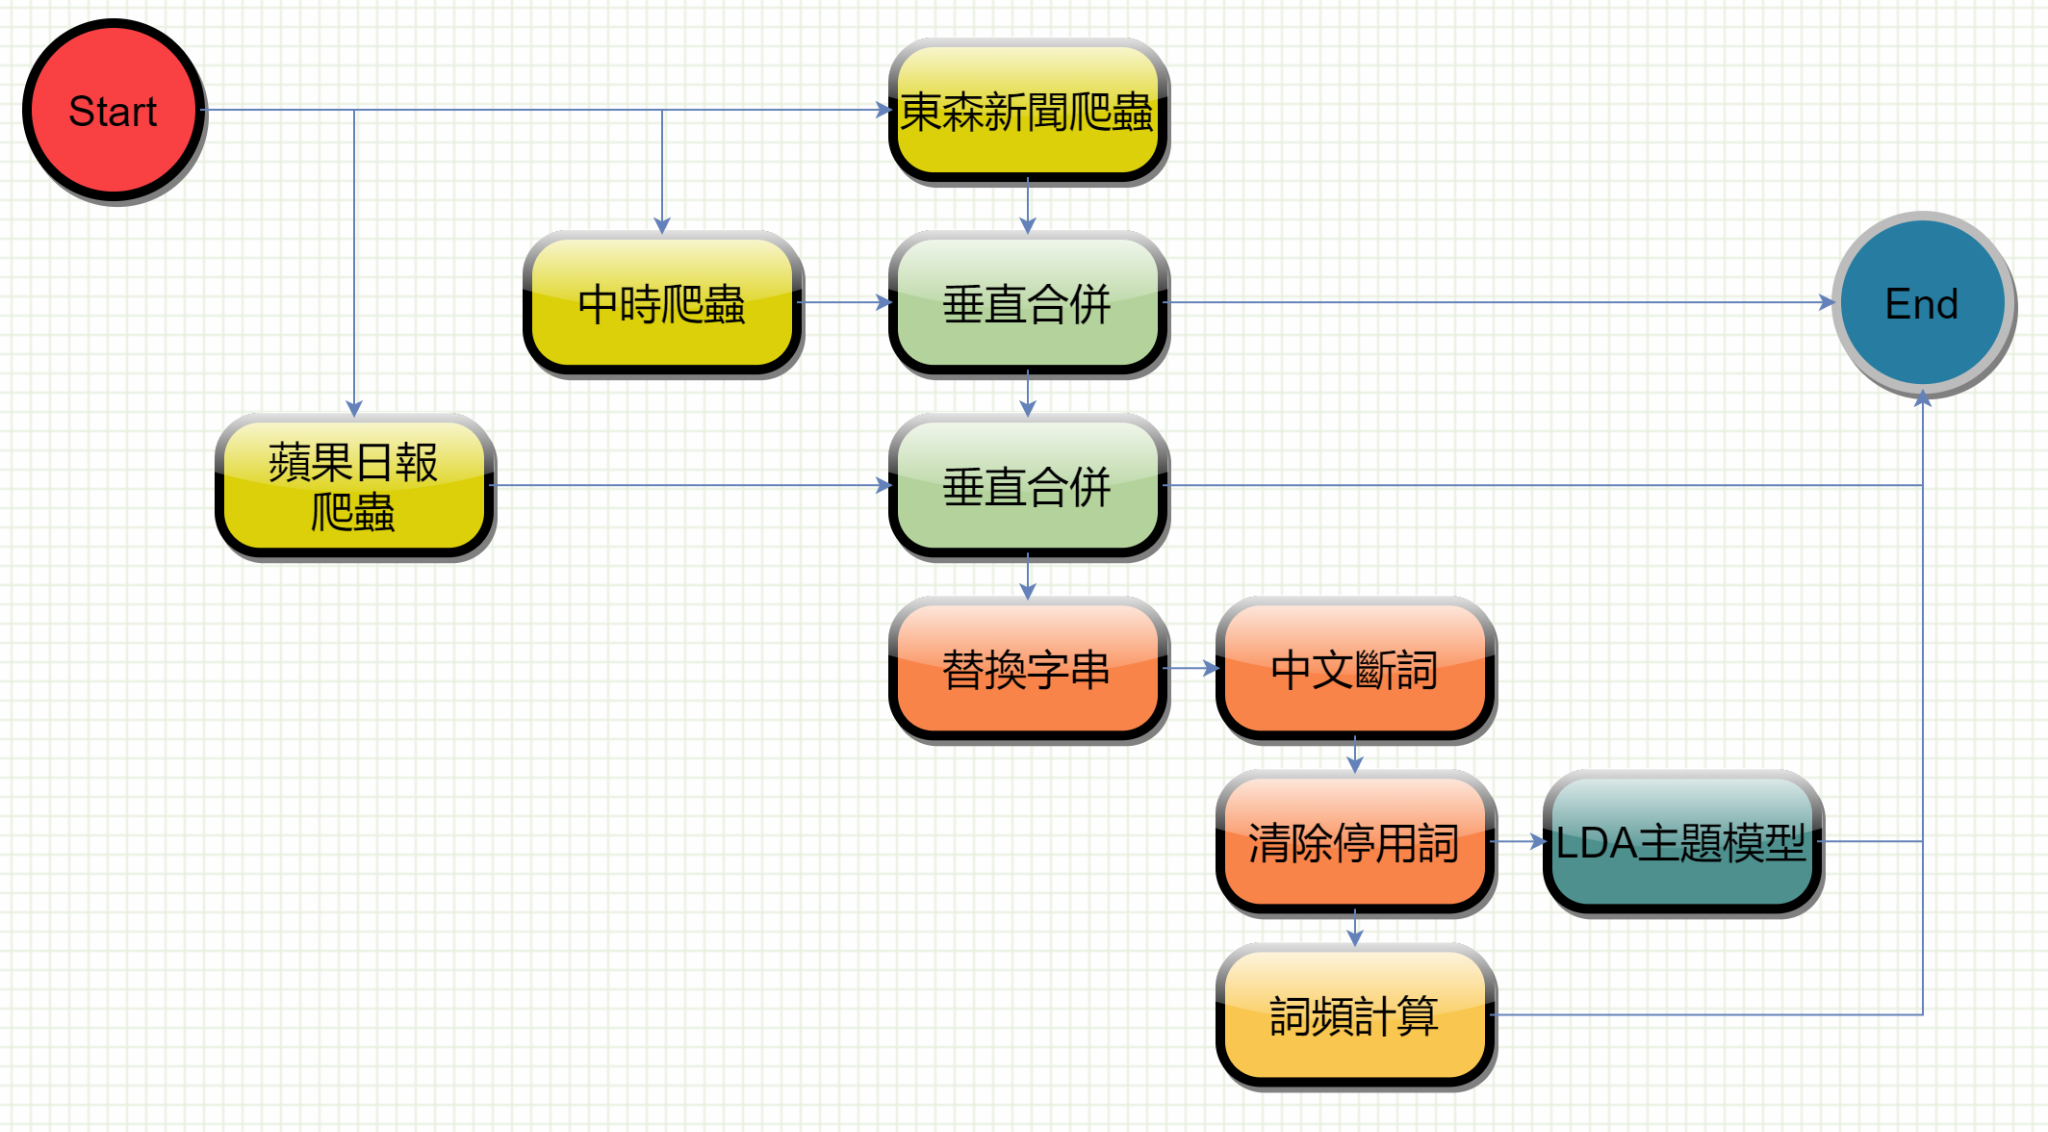 Start
東森新聞爬蟲
中時爬蟲
垂直合併
End
蘋果日報
爬蟲
垂直合併
替換字串
中文斷詞
清除停用詞
LDA主題模型
詞頻計算